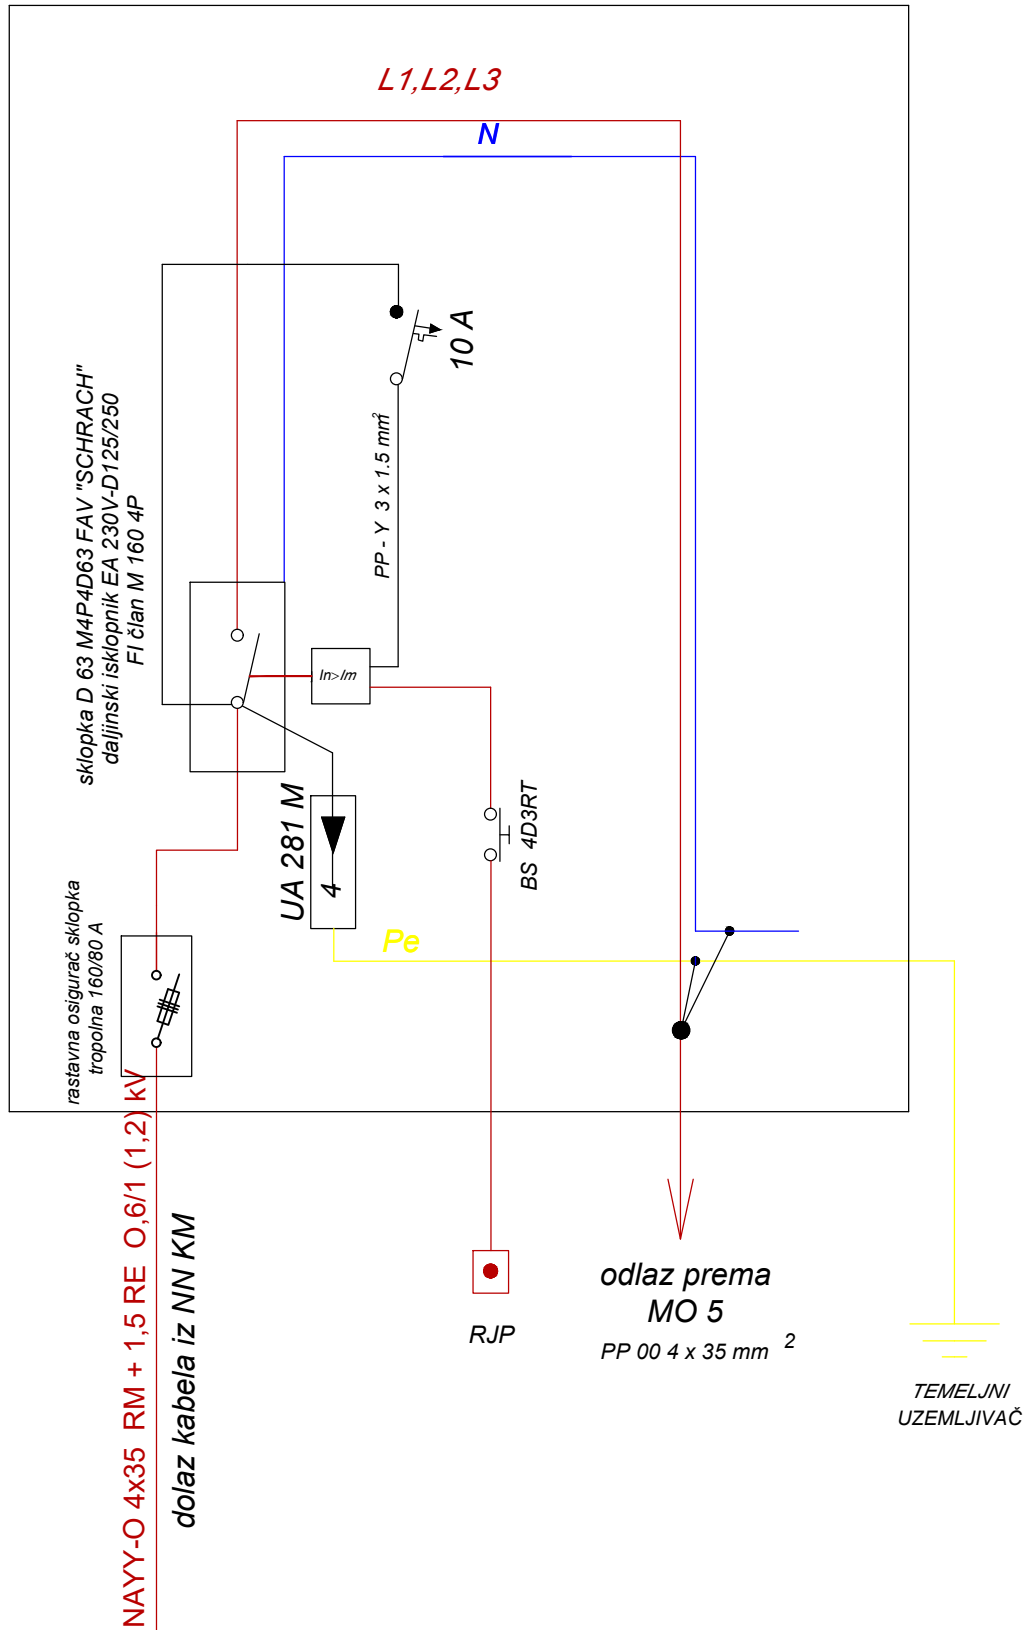 L1,L2,L3
N
10 A
PP - Y 3 x 1.5 mm²
sklopka D 63 M4P4D63 FAV "SCHRACH"
daljinski isklopnik EA 230V-D125/250
FI član M 160 4P
In>Im
UA 281 M
4
BS 4D3RT
Pe
rastavna osigurač sklopka
tropolna 160/80 A
NAYY-O 4x35 RM + 1,5 RE O,6/1 (1,2) kV
dolaz kabela iz NN KM
RJP
odlaz prema
MO 5
PP 00 4 x 35 mm ²
TEMELJNI
UZEMLJIVAČ